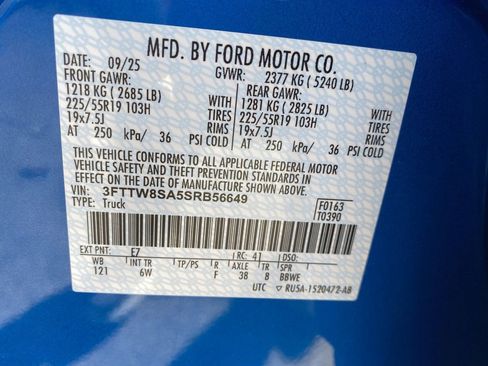 MFD. BY FORD MOTOR CO.
DATE: 09/25 GVWR: 2377 KG ( 5240 LB)
FRONT GAWR: REAR GAWR:
1218 KG ( 2685 LB) 1281 KG ( 2825 LB)
WITH WITH
225/55R19 103H TIRES 225/55R19 103H TIRES
19x7.5J RIMS 19x7.5J RIMS
AT 250 kPa/ 36 PSI COLD AT 250 kPa/ 36 PSI COLD
THIS VEHICLE CONFORMS TO ALL APPLICABLE FEDERAL MOTOR
VEHICLE SAFETY AND THEFT PREVENTION STANDARDS IN
EFFECT ON THE DATE OF MANUFACTURE SHOWN ABOVE.
VIN: 3FTTW8SA5SRB56649 F0163
TYPE: Truck T0390
EXT PNT: E7 RC: 41 DSO:
WB INT TR TP/PS R AXLE TR SPR
121 6W F 38 8 BBWE
UTC ▽ RU5A-1520472-AB